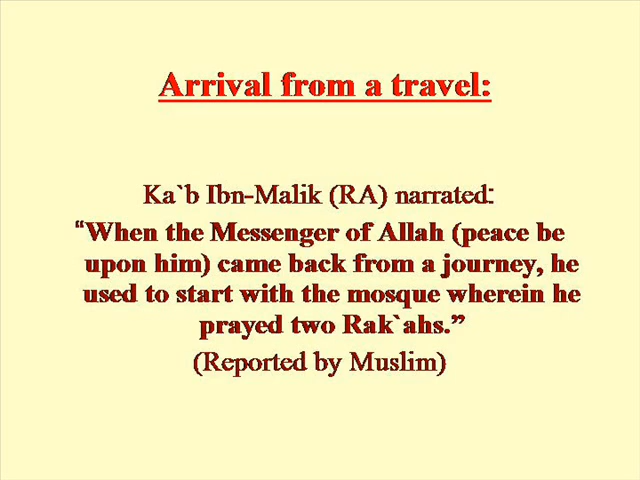 Arrival from a travel:
Ka`b Ibn-Malik (RA) narrated:
“When the Messenger of Allah (peace be
upon him) came back from a journey, he
used to start with the mosque wherein he
prayed two Rak`ahs.”
(Reported by Muslim)